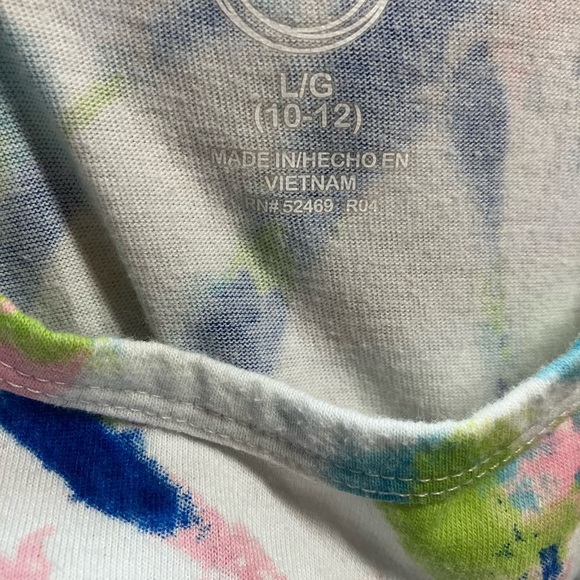 L/G
(10-12)
MADE IN/HECHO EN
VIETNAM
RN# 52469 R04